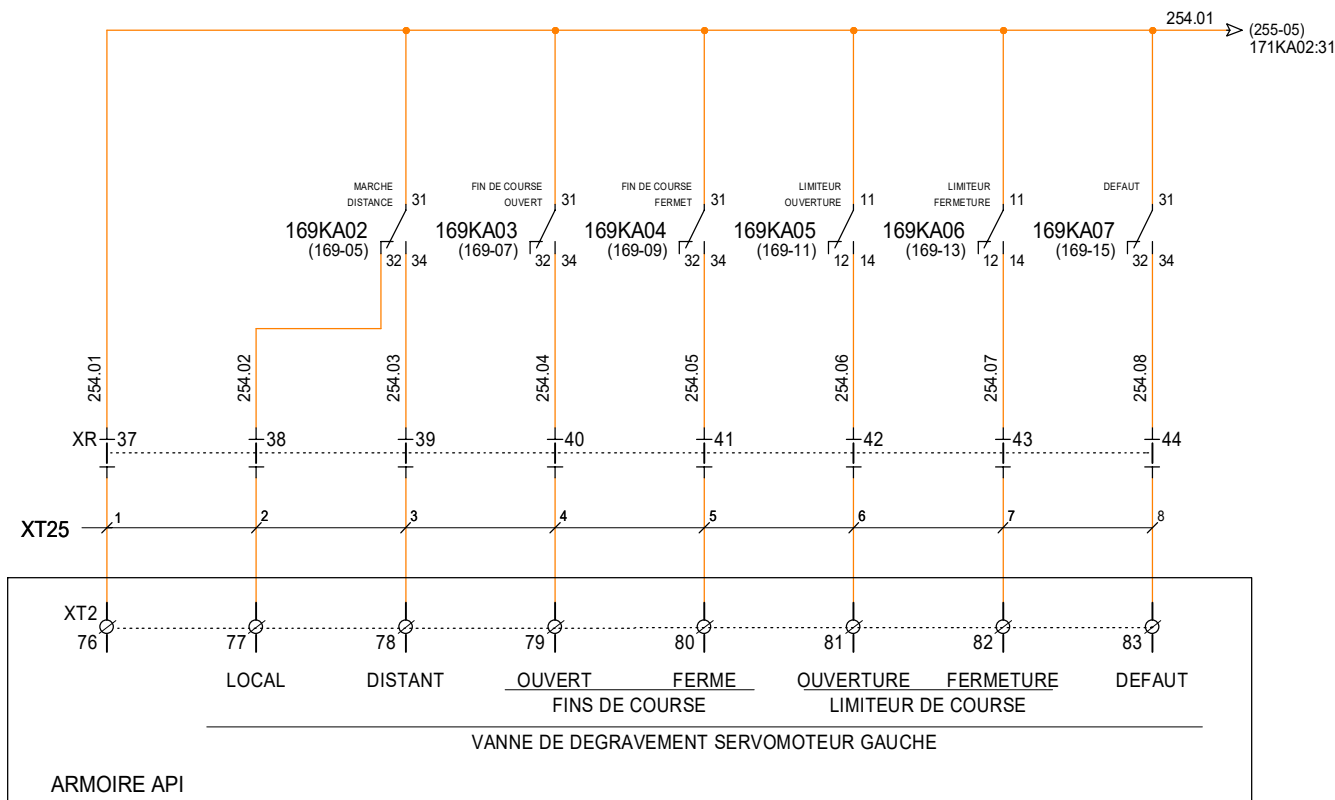 254.01
(255-05)
171KA02:31
MARCHE
DISTANCE
31
169KA02
(169-05)
32 34
FIN DE COURSE
OUVERT
31
169KA03
(169-07)
32 34
FIN DE COURSE
FERMET
31
169KA04
(169-09)
32 34
LIMITEUR
OUVERTURE
11
169KA05
(169-11)
12 14
LIMITEUR
FERMETURE
11
169KA06
(169-13)
12 14
DEFAUT
31
169KA07
(169-15)
32 34
254.01
254.02
254.03
254.04
254.05
254.06
254.07
254.08
XR 37 38 39 40 41 42 43 44
XT25 1 2 3 4 5 6 7 8
XT2
76 77 78 79 80 81 82 83
LOCAL DISTANT OUVERT FERME OUVERTURE FERMETURE DEFAUT
FINS DE COURSE LIMITEUR DE COURSE
VANNE DE DEGRAVEMENT SERVOMOTEUR GAUCHE
ARMOIRE API